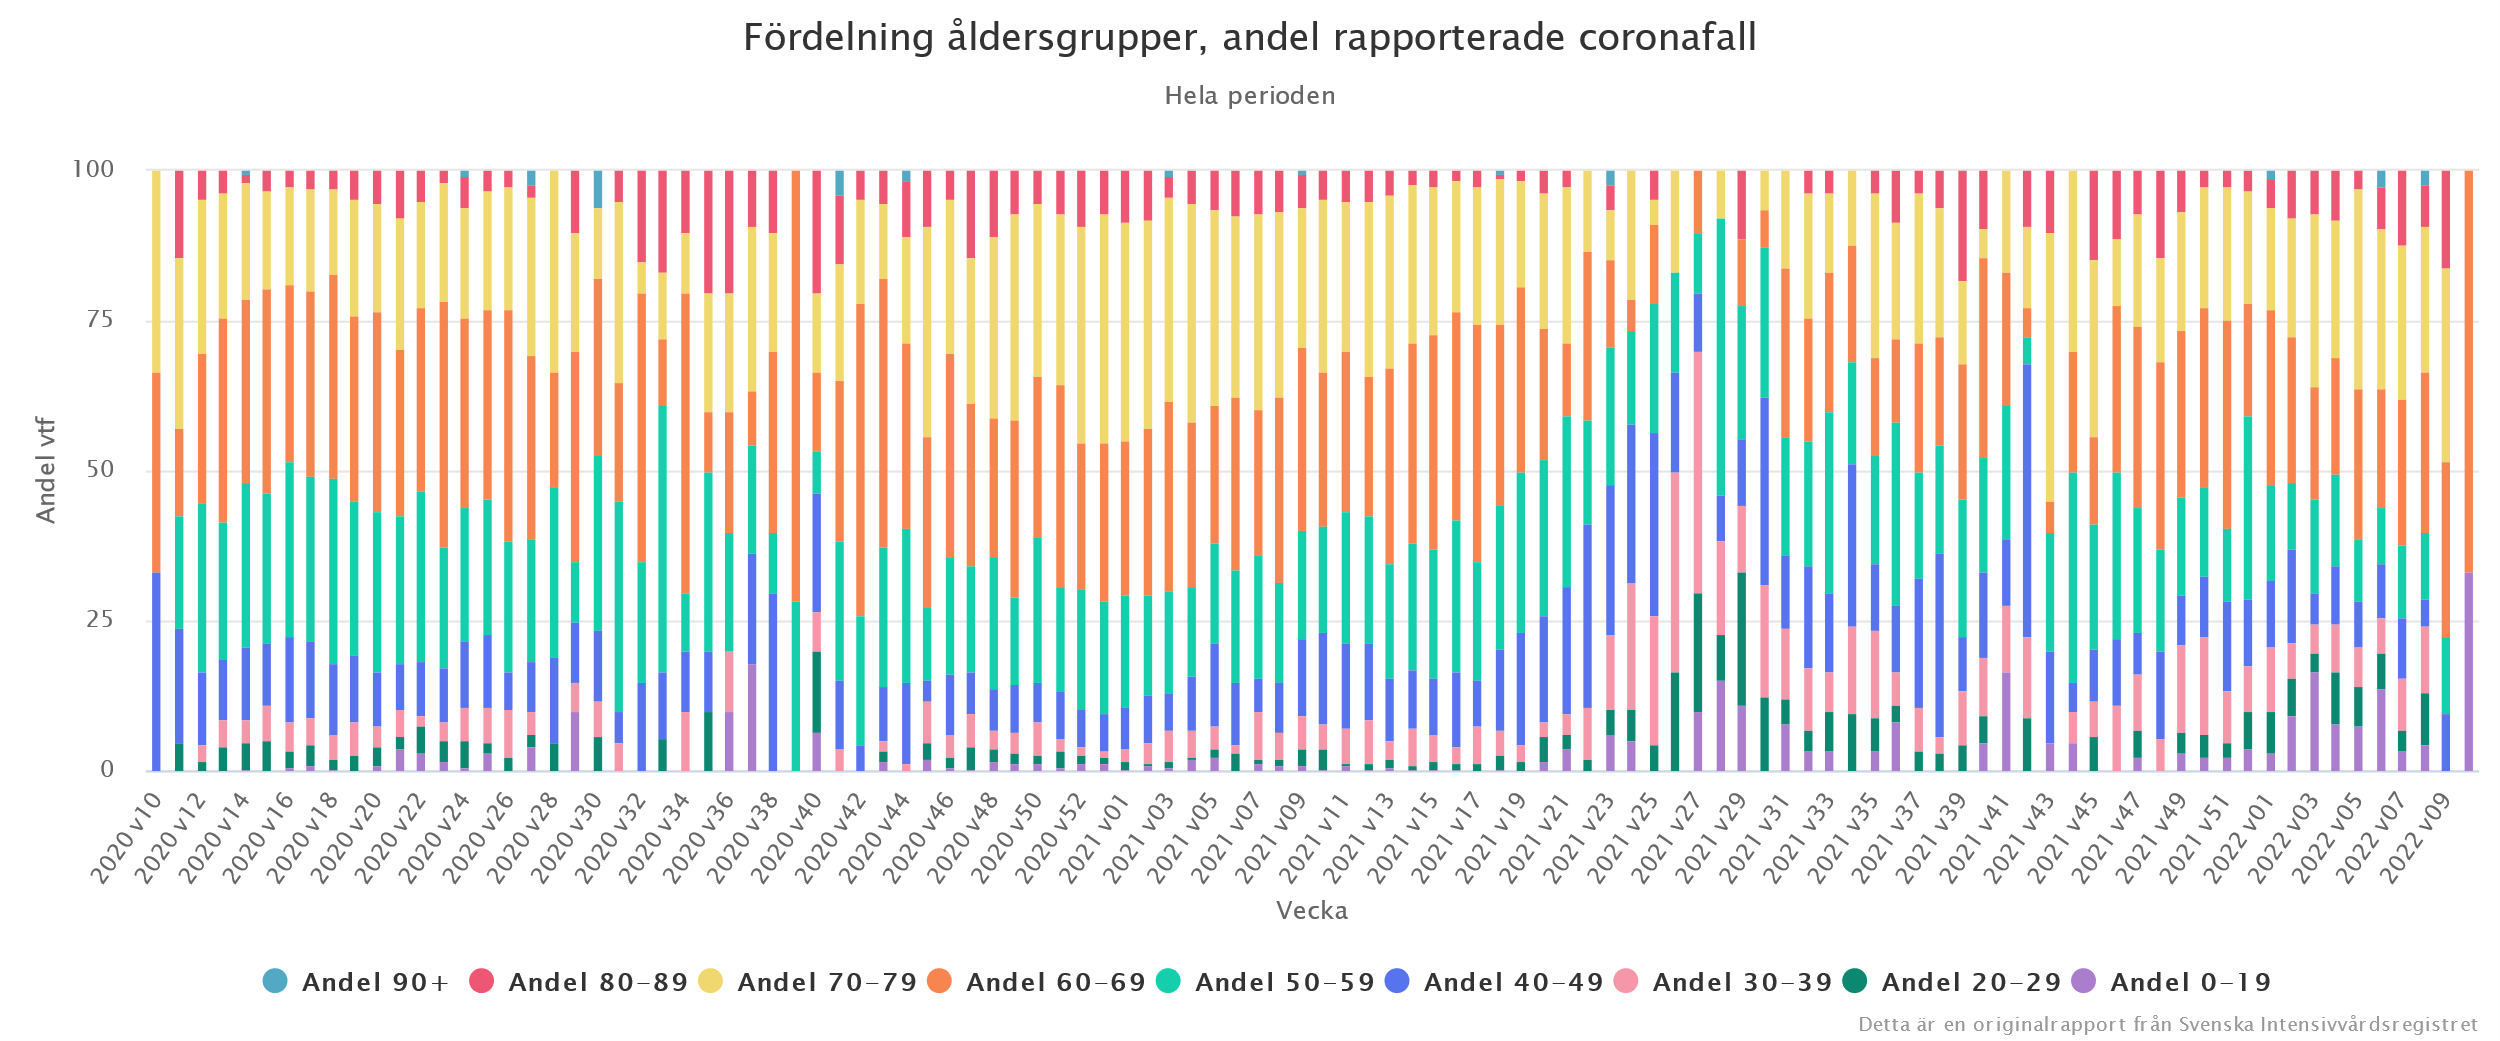 Fördelning åldersgrupper, andel rapporterade coronafall
Hela perioden
Andel vtf
100
75
50
25
0
2020 v10
2020 v12
2020 v14
2020 v16
2020 v18
2020 v20
2020 v22
2020 v24
2020 v26
2020 v28
2020 v30
2020 v32
2020 v34
2020 v36
2020 v38
2020 v40
2020 v42
2020 v44
2020 v46
2020 v48
2020 v50
2020 v52
2021 v01
2021 v03
2021 v05
2021 v07
2021 v09
2021 v11
2021 v13
2021 v15
2021 v17
2021 v19
2021 v21
2021 v23
2021 v25
2021 v27
2021 v29
2021 v31
2021 v33
2021 v35
2021 v37
2021 v39
2021 v41
2021 v43
2021 v45
2021 v47
2021 v49
2021 v51
2022 v01
2022 v03
2022 v05
2022 v07
2022 v09
Vecka
Andel 90+ Andel 80-89 Andel 70-79 Andel 60-69 Andel 50-59 Andel 40-49 Andel 30-39 Andel 20-29 Andel 0-19
Detta är en originalrapport från Svenska Intensivvårdsregistret